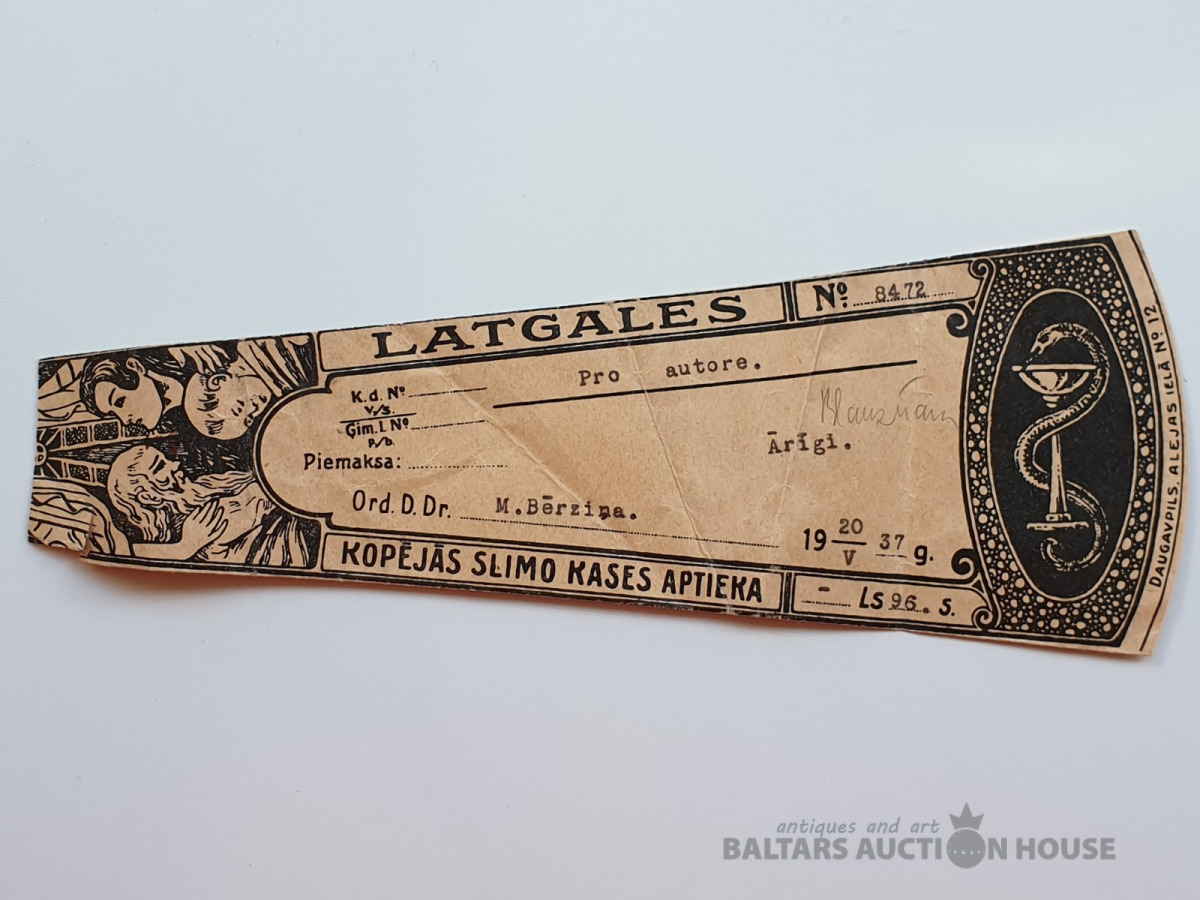 LATGALES
Nº 8472
K. d. Nº
v./s.
Ģim. l. Nº
p./b.
Piemaksa:
Pro autore.
Ārīgi.
Ord. D. Dr. M.Bērziņa.
19 20/V 37 g.
KOPĒJĀS SLIMO KASES APTIEKA
- LS 96. S.
DAUGAVPILS, ALEJAS IELĀ Nº 12
antiques and art
BALTARS AUCTION HOUSE